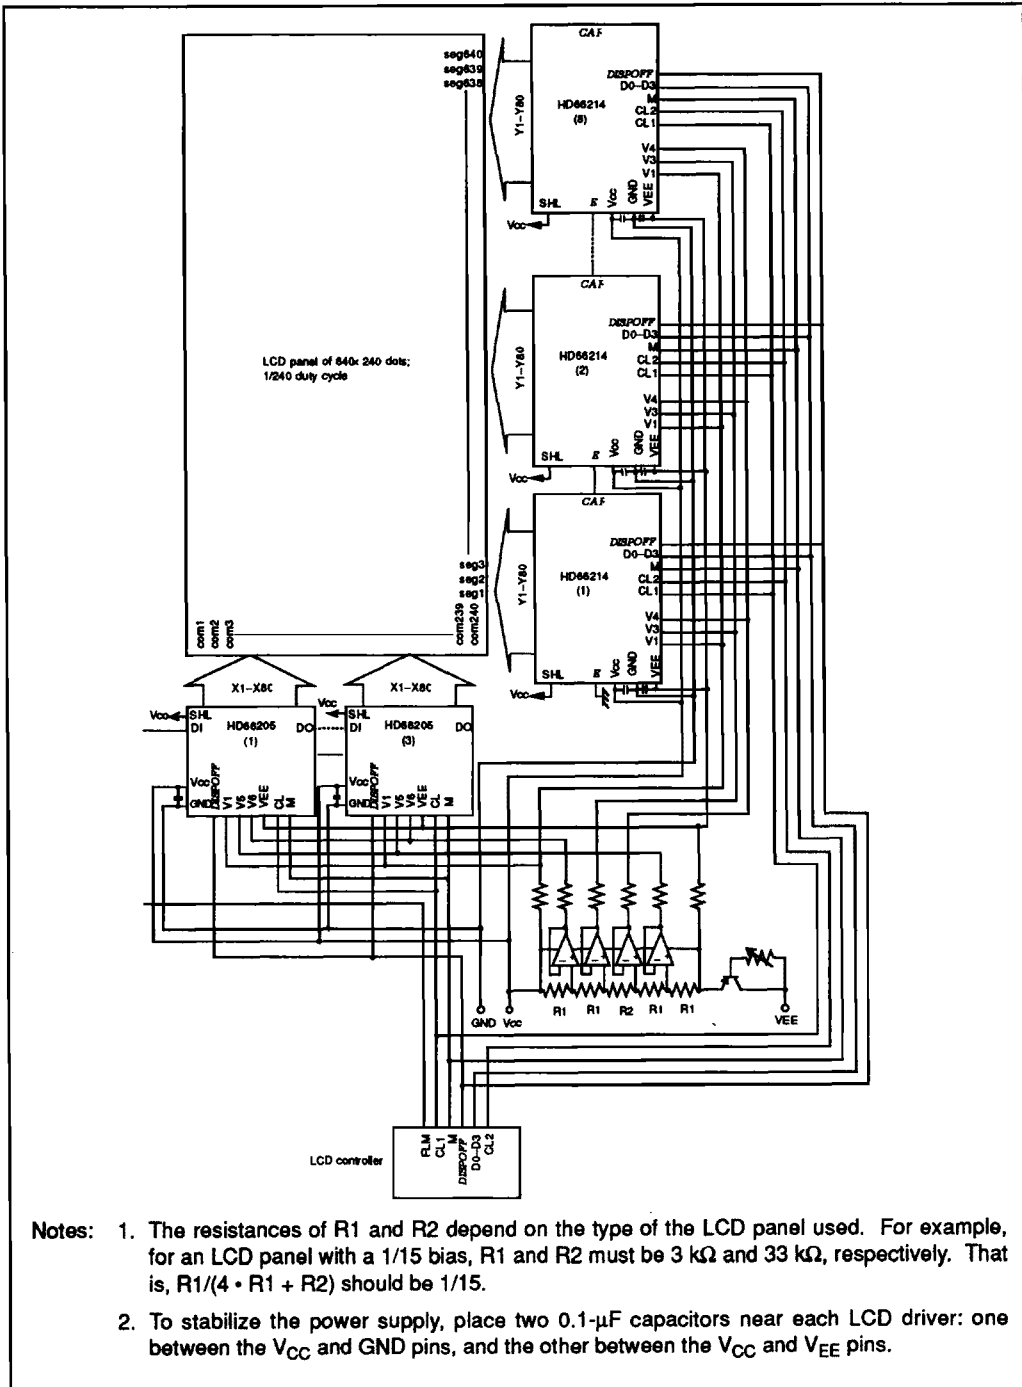 CAP
seg640
seg639
seg638
Y1–Y80
HD66214
(8)
DISPOFF
D0–D3
M
CL2
CL1
V4
V3
V1
SHL
E
Vcc
GND
VEE
Vcc
CAP
LCD panel of 640x 240 dots;
1/240 duty cycle
Y1–Y80
HD66214
(2)
DISPOFF
D0–D3
M
CL2
CL1
V4
V3
V1
SHL
E
Vcc
GND
VEE
Vcc
CAP
seg3
seg2
seg1
Y1–Y80
HD66214
(1)
DISPOFF
D0–D3
M
CL2
CL1
V4
V3
V1
com1
com2
com3
com239
com240
SHL
E
Vcc
GND
VEE
Vcc
X1–X80
X1–X80
Vcc
SHL
DI
HD66205
(1)
DO
Vcc
GND
DISPOFF
V1
V5
V6
VEE
CL
M
Vcc
SHL
DI
HD66205
(3)
DO
Vcc
GND
DISPOFF
V1
V5
V6
VEE
CL
M
GND
Vcc
R1
R1
R2
R1
R1
VEE
LCD controller
FLM
CL1
M
DISPOFF
D0–D3
CL2
Notes: 1. The resistances of R1 and R2 depend on the type of the LCD panel used. For example,
for an LCD panel with a 1/15 bias, R1 and R2 must be 3 kΩ and 33 kΩ, respectively. That
is, R1/(4 • R1 + R2) should be 1/15.
2. To stabilize the power supply, place two 0.1-μF capacitors near each LCD driver: one
between the VCC and GND pins, and the other between the VCC and VEE pins.